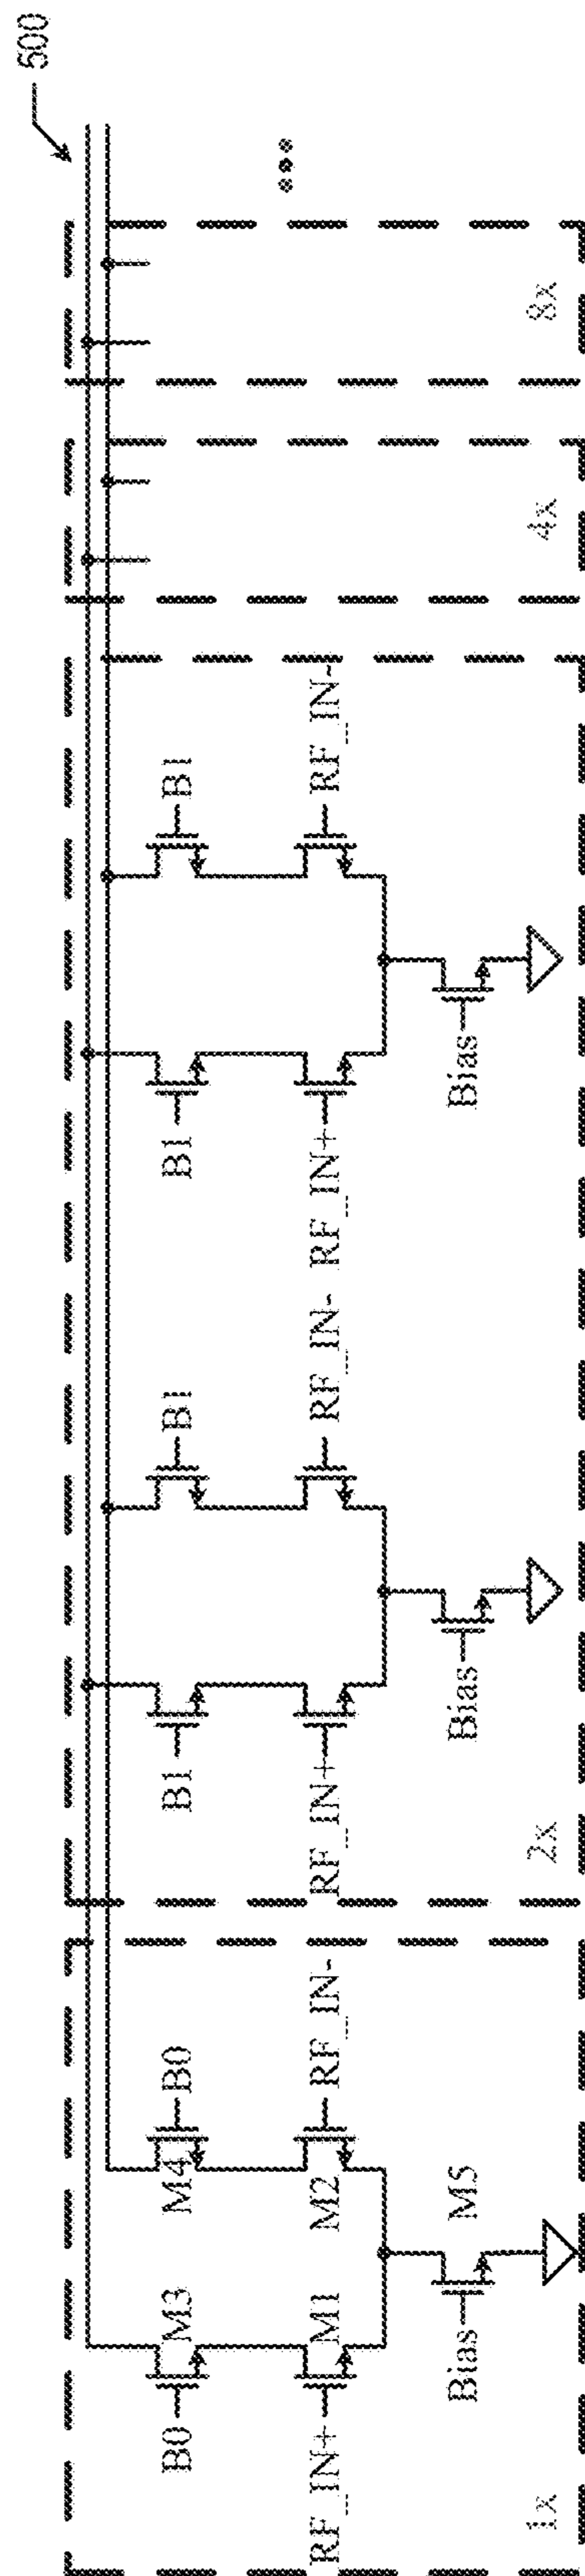 500
B0
M3
M4
B0
B1
B1
B1
B1
RF_IN+
M1
M2
RF_IN-
RF_IN+
RF_IN-
RF_IN+
RF_IN-
Bias
M5
Bias
Bias
1x
2x
4x
8x